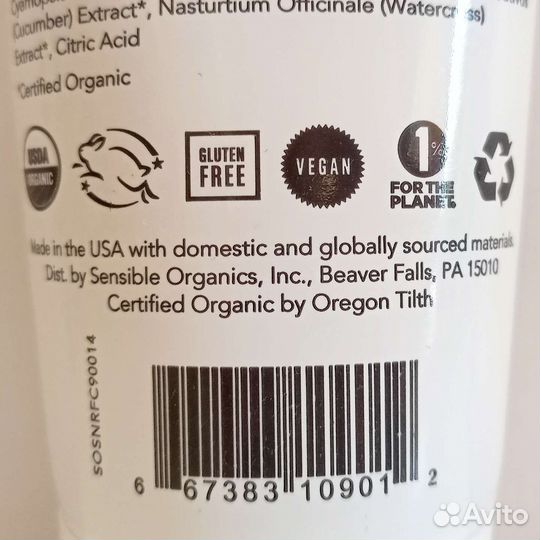 (Cucumber) Extract*, Nasturtium Officinale (Watercress)
Extract*, Citric Acid
*Certified Organic
USDA
ORGANIC
GLUTEN
FREE
VEGAN
1%
FOR THE
PLANET
Made in the USA with domestic and globally sourced materials.
Dist. by Sensible Organics, Inc., Beaver Falls, PA 15010
Certified Organic by Oregon Tilth
SOSNRFC90014
6 67383 10901 2
Avito